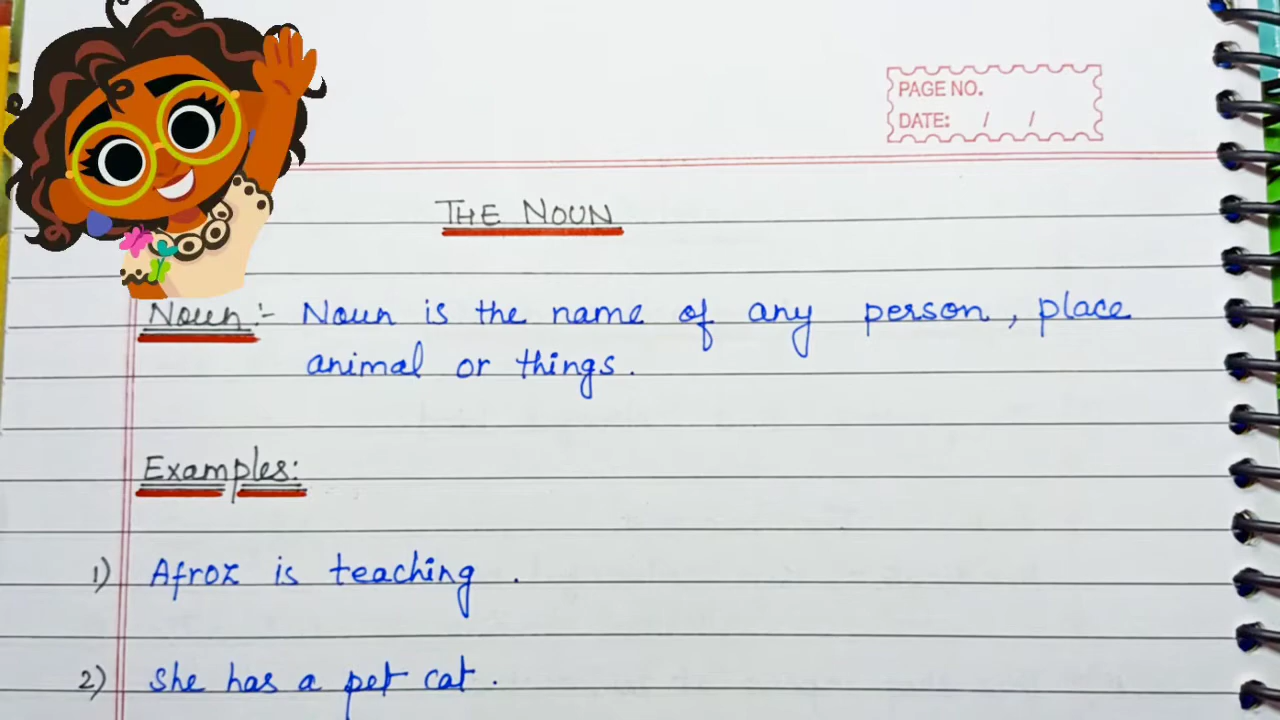 PAGE NO.
DATE: / /
THE NOUN
Noun :- Noun is the name of any person, place
animal or things.
Examples:
1) Afroz is teaching .
2) She has a pet cat .